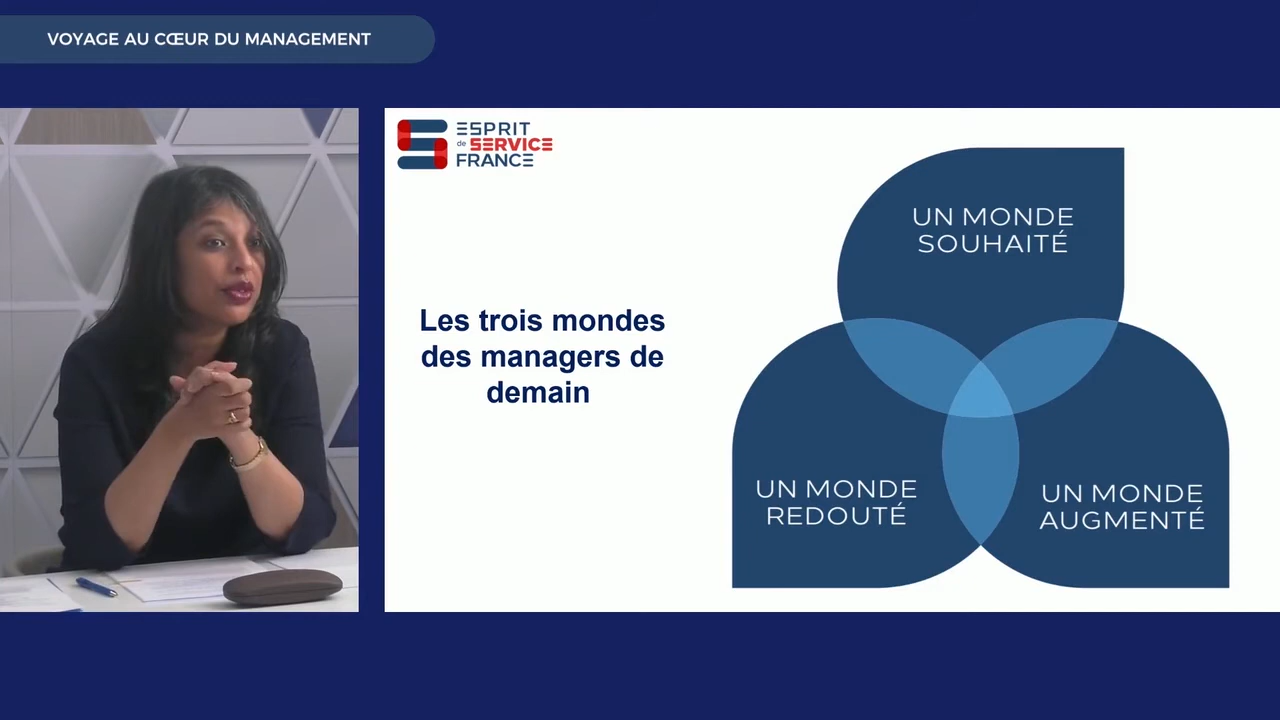 VOYAGE AU CŒUR DU MANAGEMENT
ESPRIT
de SERVICE
FRANCE
Les trois mondes
des managers de
demain
UN MONDE
SOUHAITÉ
UN MONDE
REDOUTÉ
UN MONDE
AUGMENTÉ